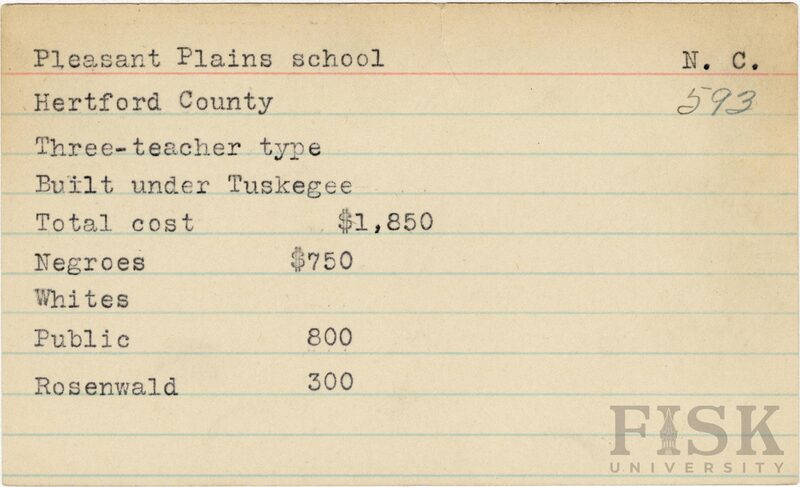 Pleasant Plains school N. C.
Hertford County 593
Three-teacher type
Built under Tuskegee
Total cost $1,850
Negroes $750
Whites
Public 800
Rosenwald 300
FISK
UNIVERSITY